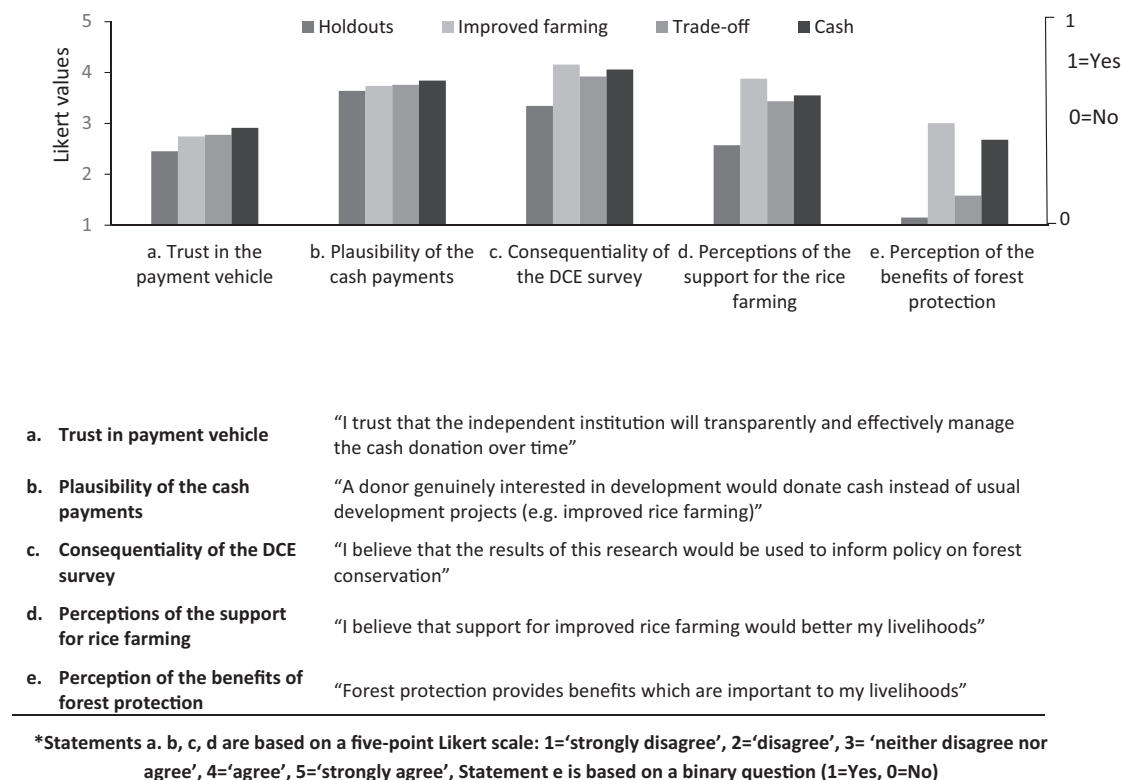 5
4
3
2
1
Likert values
Holdouts Improved farming Trade-off Cash
1
1=Yes
0=No
0
a. Trust in the
payment vehicle
b. Plausibility of the
cash payments
c. Consequentiality of
the DCE survey
d. Perceptions of the
support for the rice
farming
e. Perception of the
benefits of forest
protection
a. Trust in payment vehicle
“I trust that the independent institution will transparently and effectively manage
the cash donation over time”
b. Plausibility of the cash
payments
“A donor genuinely interested in development would donate cash instead of usual
development projects (e.g. improved rice farming)”
c. Consequentiality of the DCE
survey
“I believe that the results of this research would be used to inform policy on forest
conservation”
d. Perceptions of the support
for rice farming
“I believe that support for improved rice farming would better my livelihoods”
e. Perception of the benefits of
forest protection
“Forest protection provides benefits which are important to my livelihoods”
*Statements a. b, c, d are based on a five-point Likert scale: 1=‘strongly disagree’, 2=‘disagree’, 3= ‘neither disagree nor
agree’, 4=‘agree’, 5=‘strongly agree’, Statement e is based on a binary question (1=Yes, 0=No)